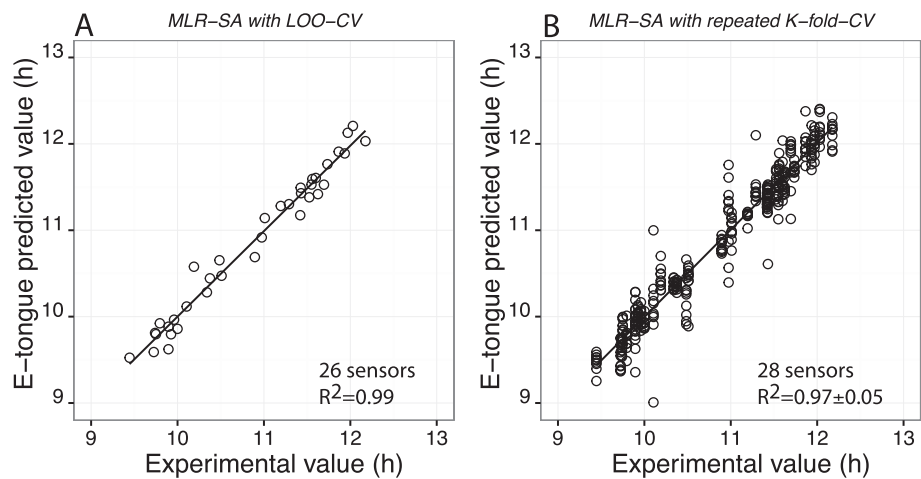 A
MLR−SA with LOO−CV
E−tongue predicted value (h)
13
12
11
10
9
26 sensors
R²=0.99
9 10 11 12 13
Experimental value (h)
B
MLR−SA with repeated K−fold−CV
E−tongue predicted value (h)
13
12
11
10
9
28 sensors
R²=0.97±0.05
9 10 11 12 13
Experimental value (h)